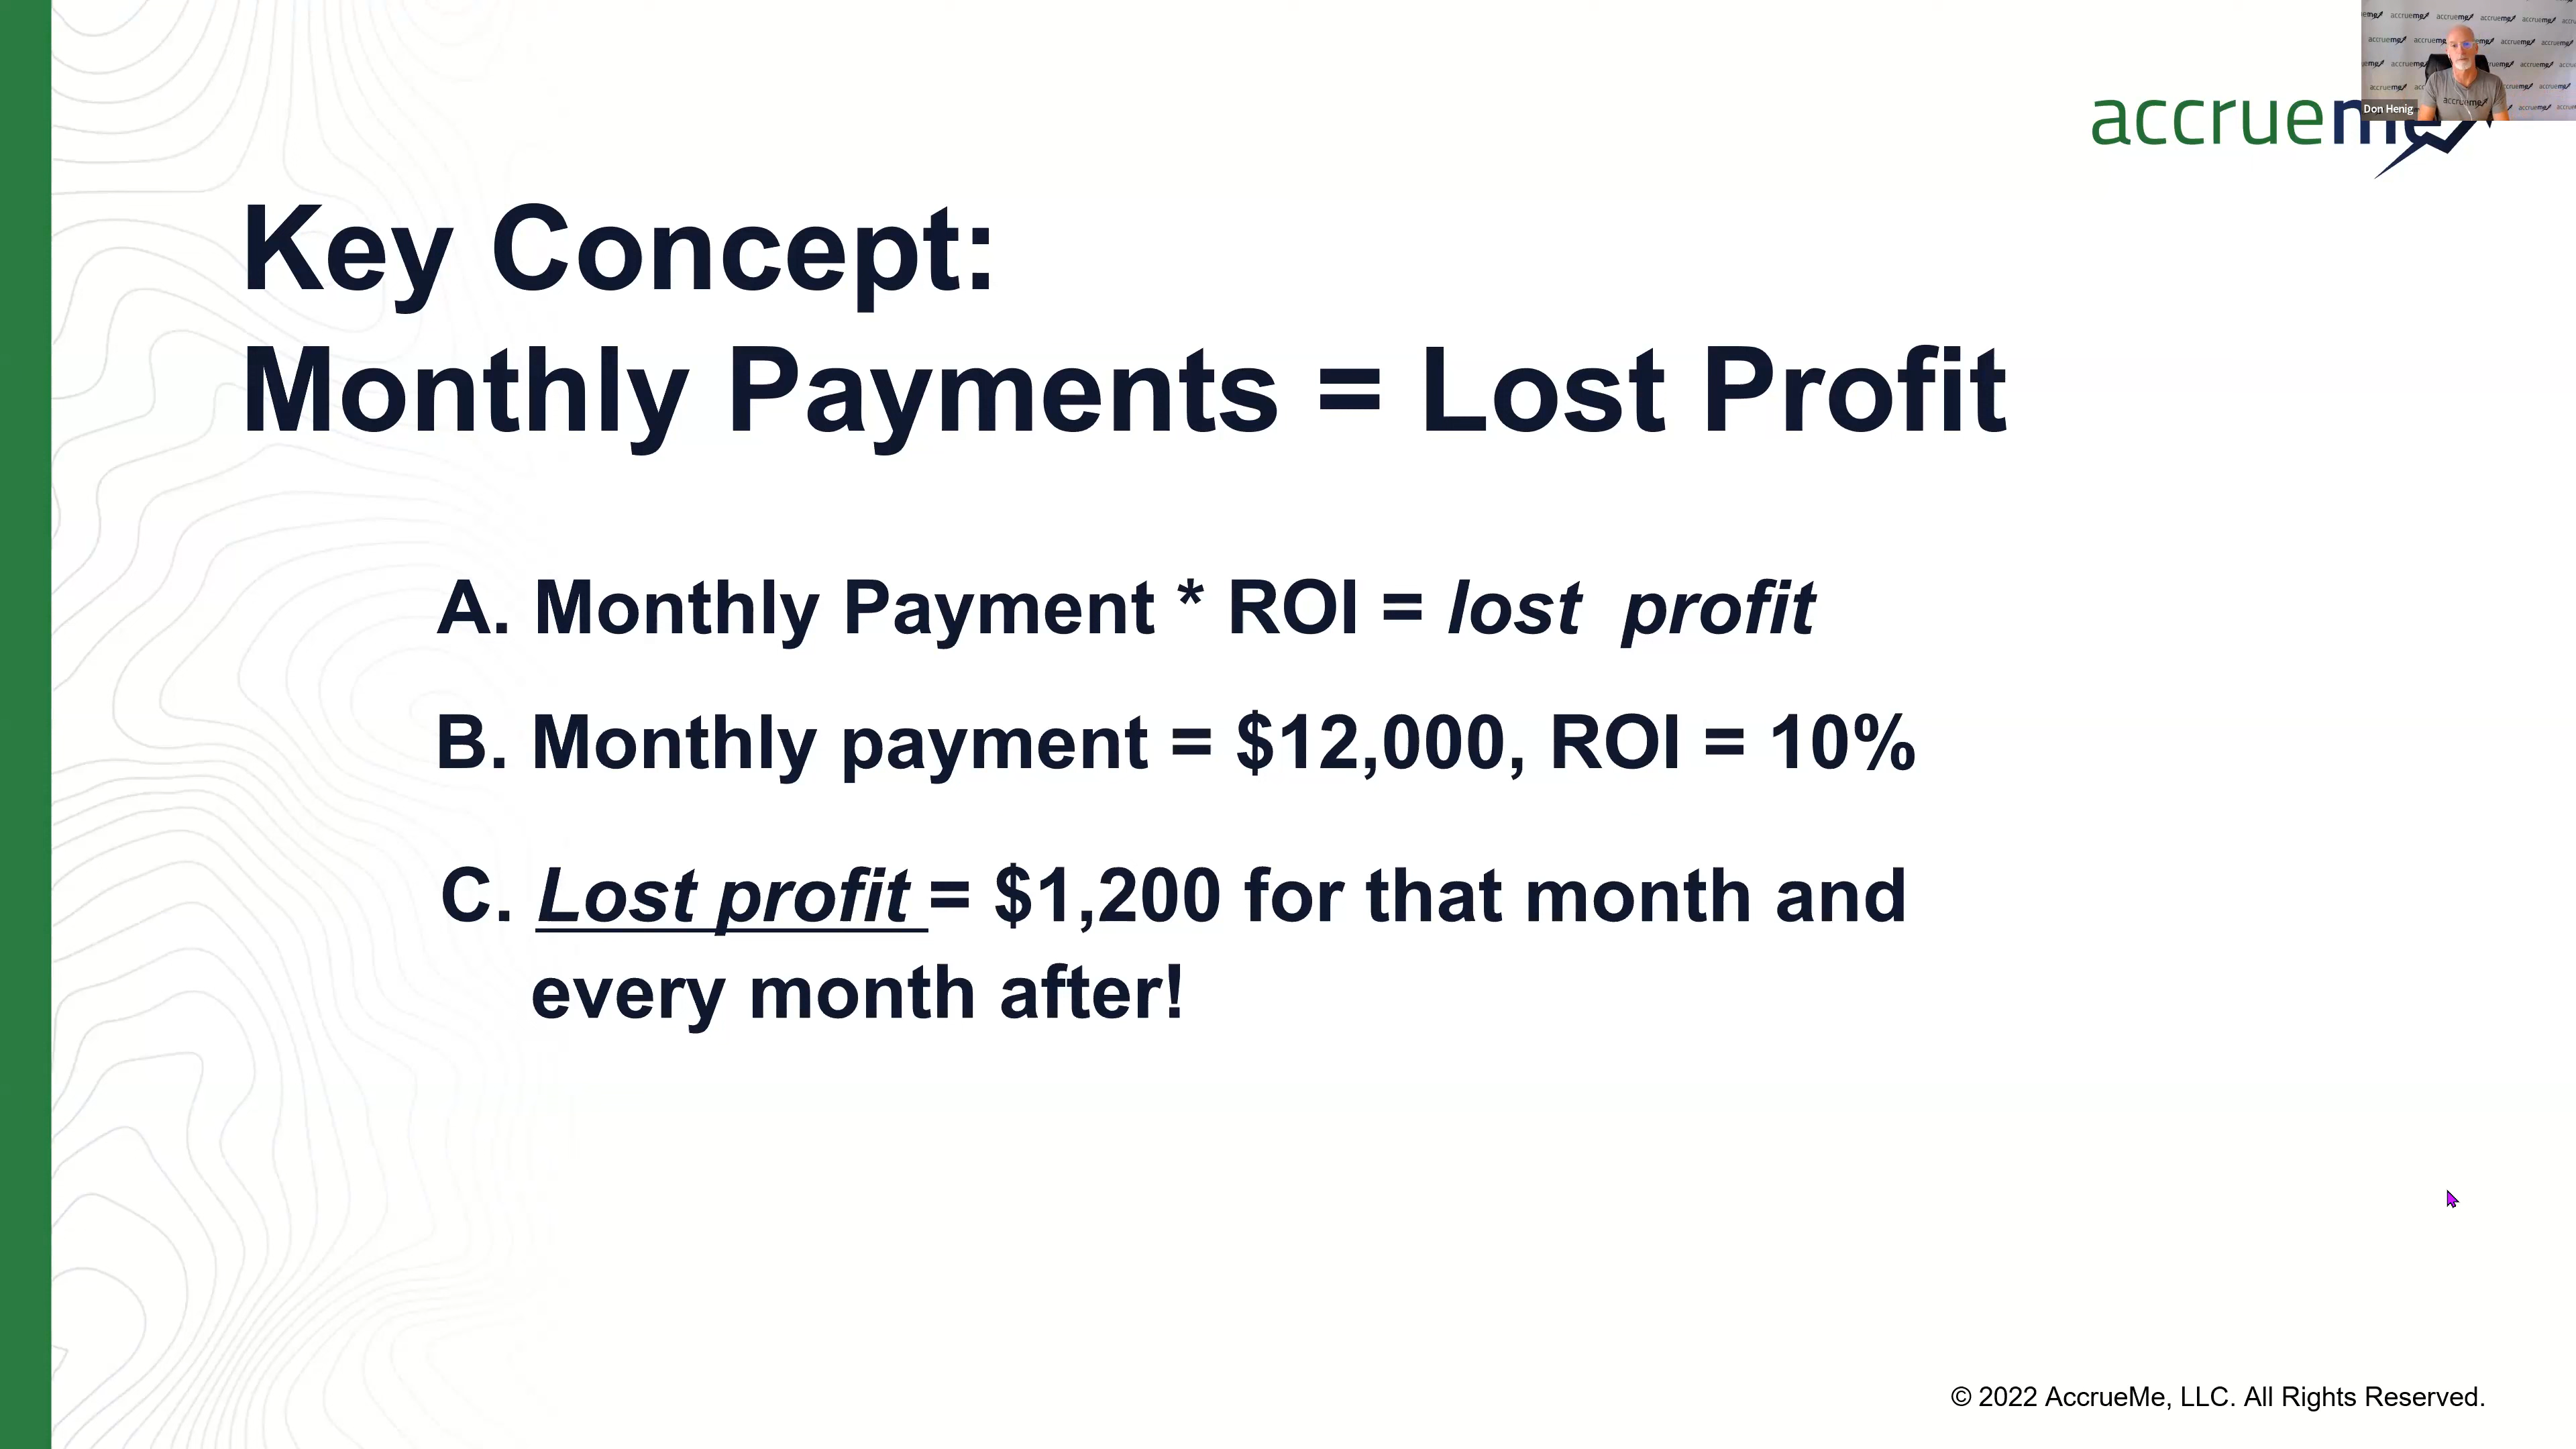 accrueme
Don Henig
Key Concept:
Monthly Payments = Lost Profit
A. Monthly Payment * ROI = lost profit
B. Monthly payment = $12,000, ROI = 10%
C. Lost profit = $1,200 for that month and
every month after!
© 2022 AccrueMe, LLC. All Rights Reserved.